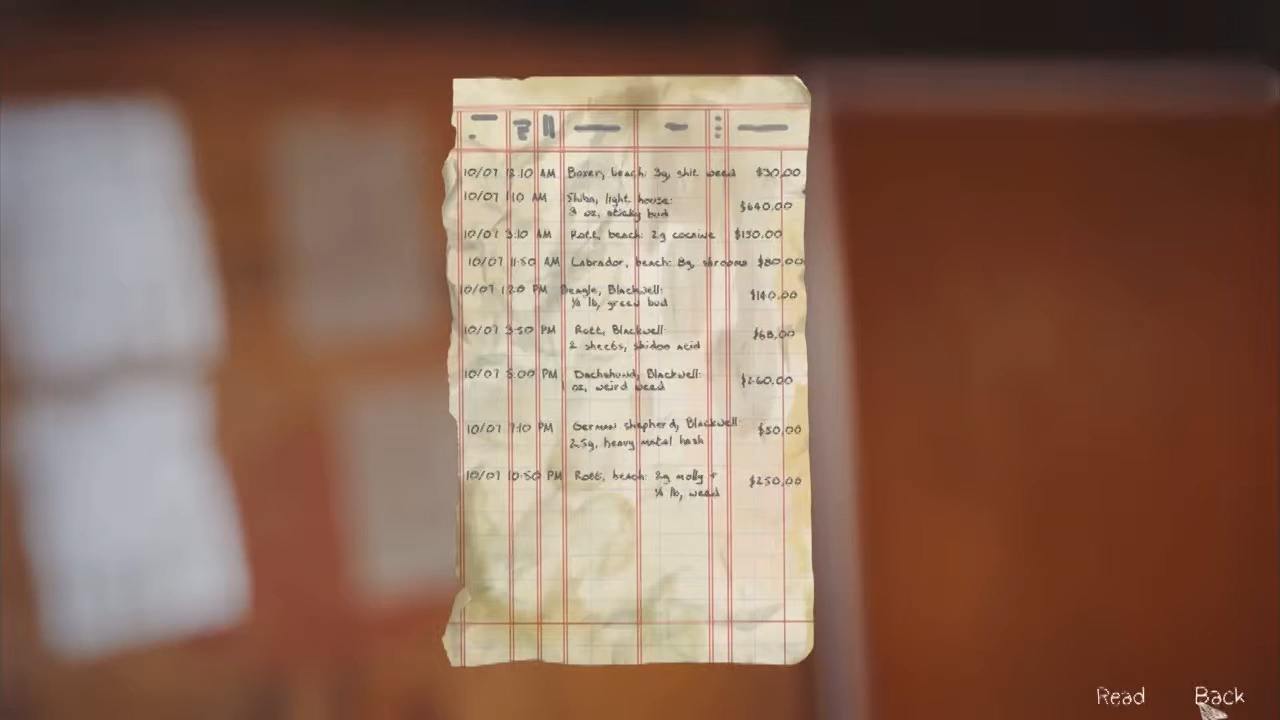 10/07 12:10 AM Boxer, beach: 3g, shit weed $30.00
10/07 1:10 AM Shiba, light house: $640.00
3 oz, sticky bud
10/07 3:10 AM Rott, beach: 2g cocaine $150.00
10/07 11:50 AM Labrador, beach: 8g, shrooms $80.00
10/07 PM Beagle, Blackwell: $140.00
lb, green bud
10/07 3:50 PM Rott, Blackwell: $68.00
2 sheets, shidoo acid
10/07 5:00 PM Dachshund, Blackwell: $260.00
oz, weird weed
10/07 7:10 PM German shepherd, Blackwell: $50.00
2.5g, heavy metal hash
10/07 10:50 PM Rott, beach: 2g molly + $250.00
¼ lb, weed
Read Back